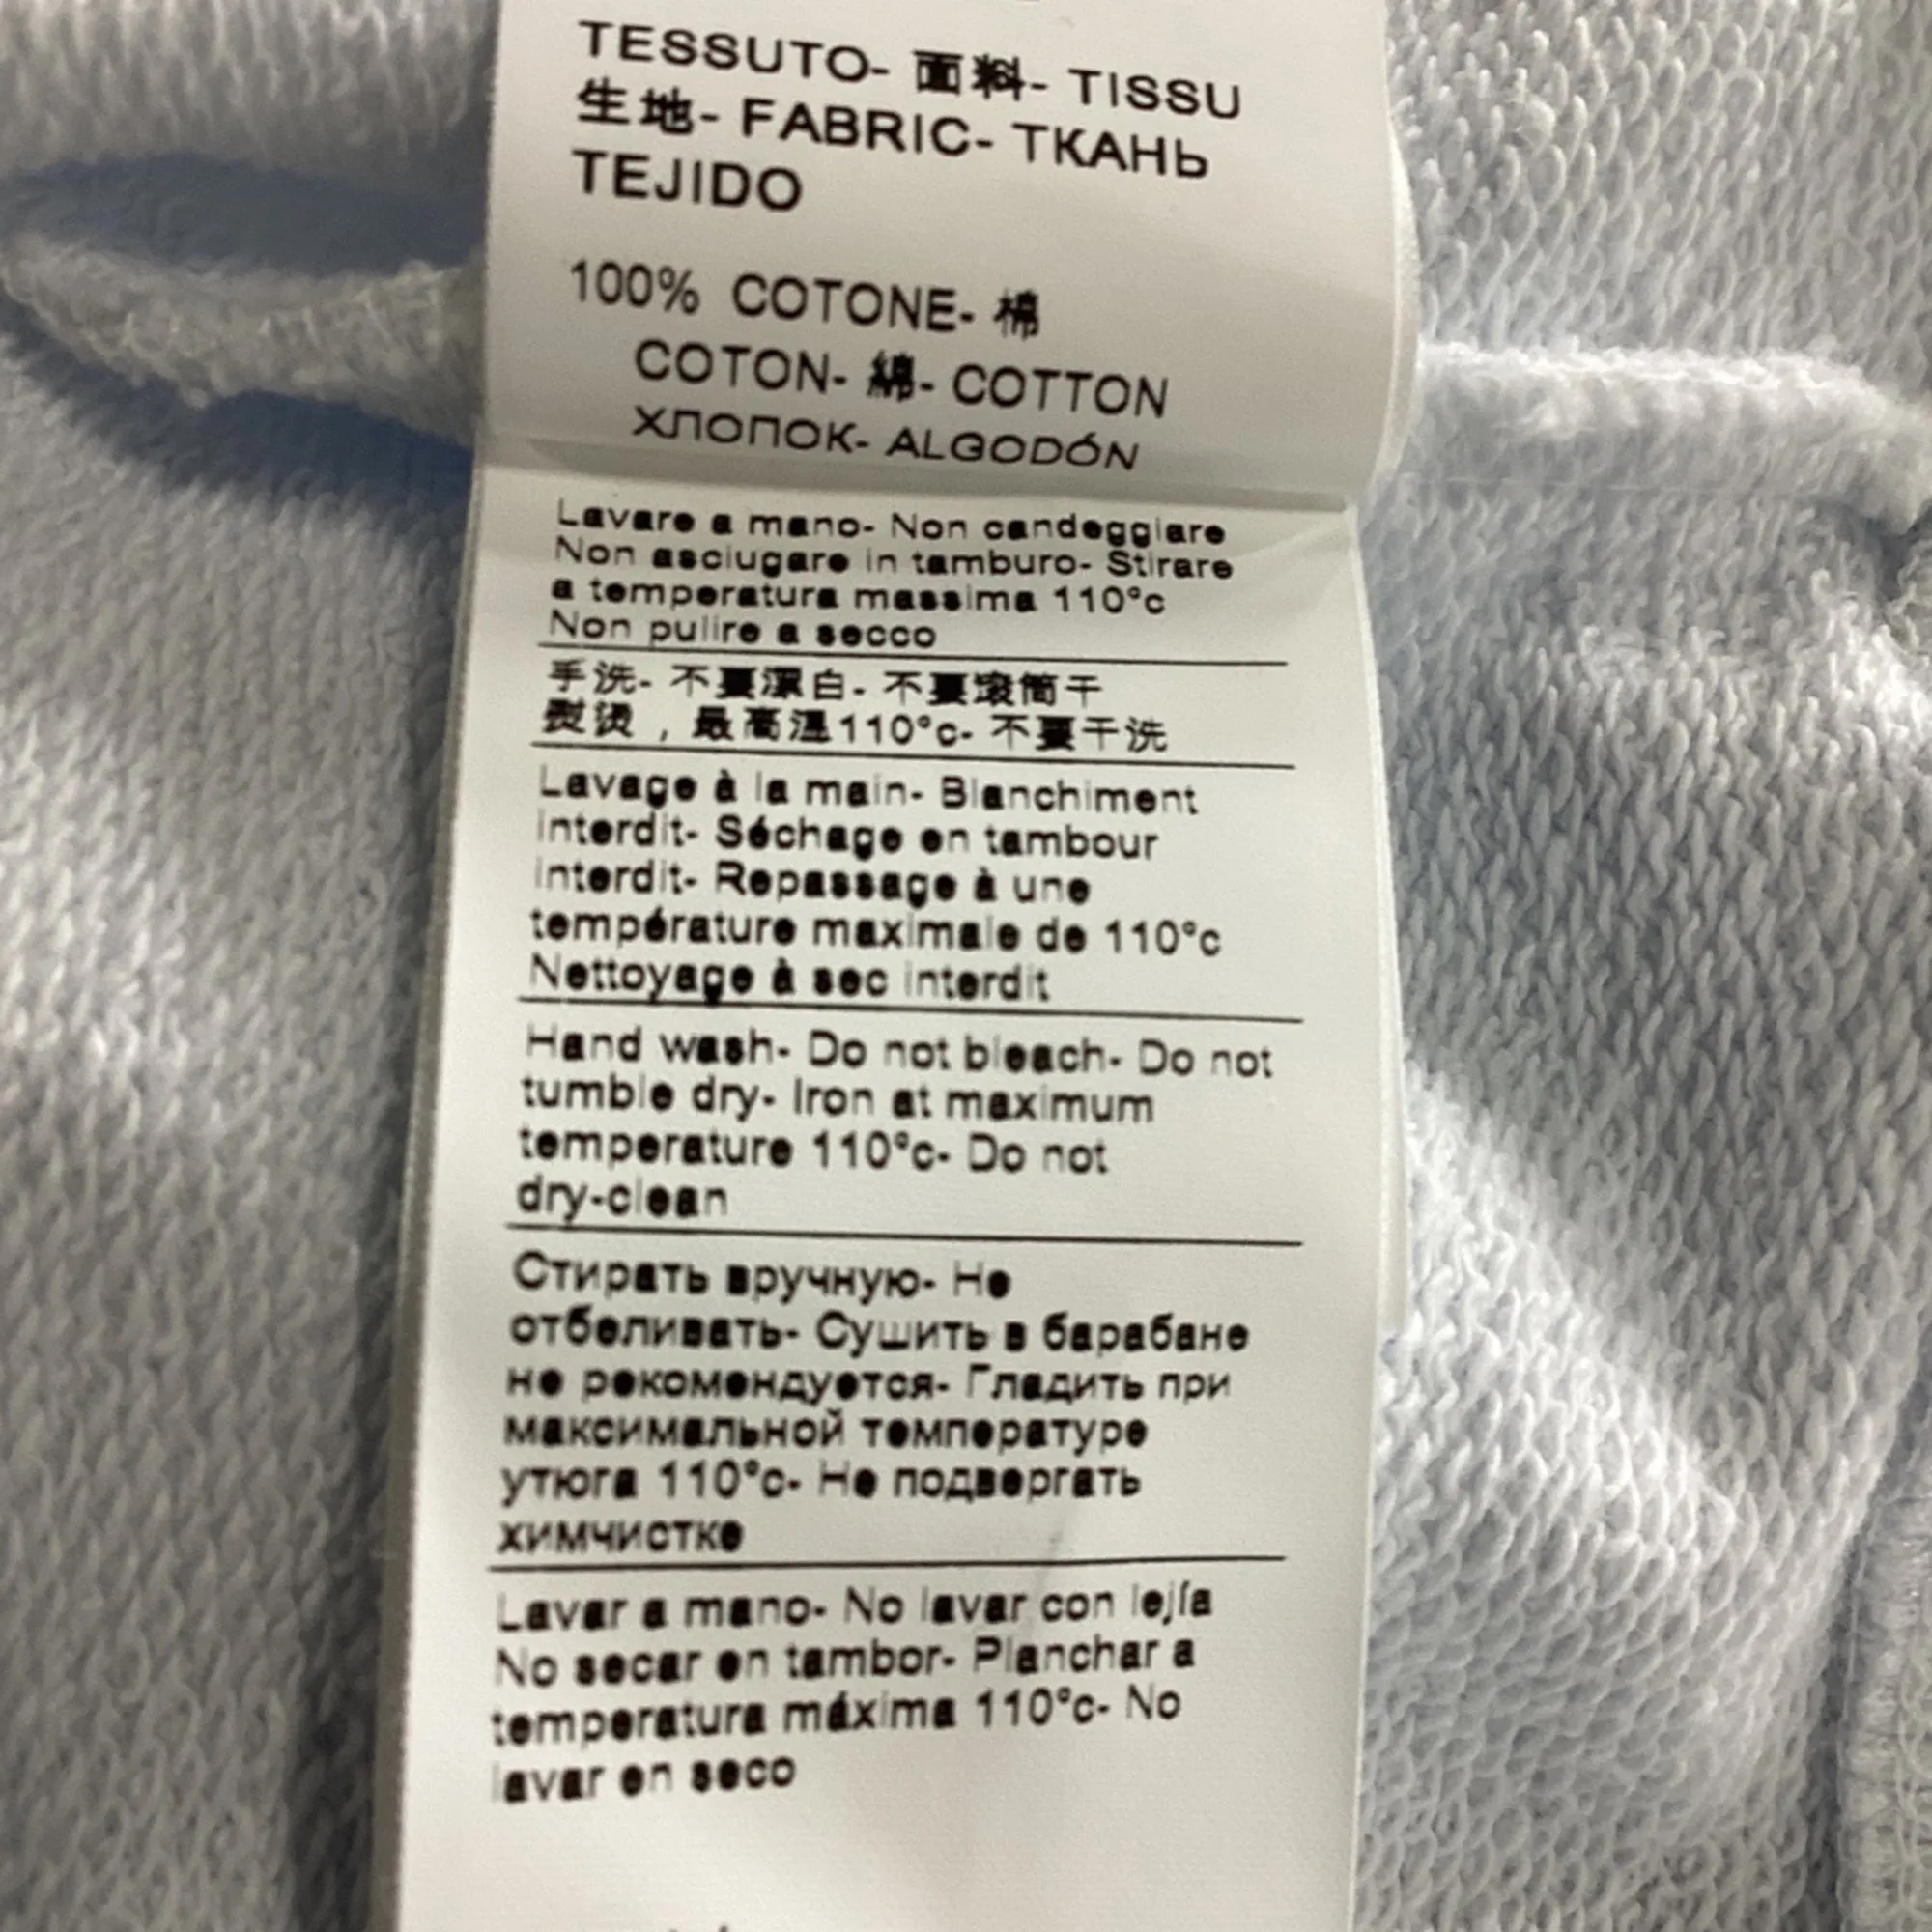 TESSUTO- 面料- TISSU
生地- FABRIC- ТКАНЬ
TEJIDO
100% COTONE- 棉
COTON- 綿- COTTON
ХЛОПОК- ALGODÓN
Lavare a mano- Non candeggiare
Non asciugare in tamburo- Stirare
a temperatura massima 110°c
Non pulire a secco
手洗- 不要漂白- 不要滚筒干
熨烫，最高温110°c- 不要干洗
Lavage à la main- Blanchiment
interdit- Séchage en tambour
interdit- Repassage à une
température maximale de 110°c
Nettoyage à sec interdit
Hand wash- Do not bleach- Do not
tumble dry- Iron at maximum
temperature 110°c- Do not
dry-clean
Стирать вручную- Не
отбеливать- Сушить в барабане
не рекомендуется- Гладить при
максимальной температуре
утюга 110°c- Не подвергать
химчистке
Lavar a mano- No lavar con lejía
No secar en tambor- Planchar a
temperatura máxima 110°c- No
lavar en seco